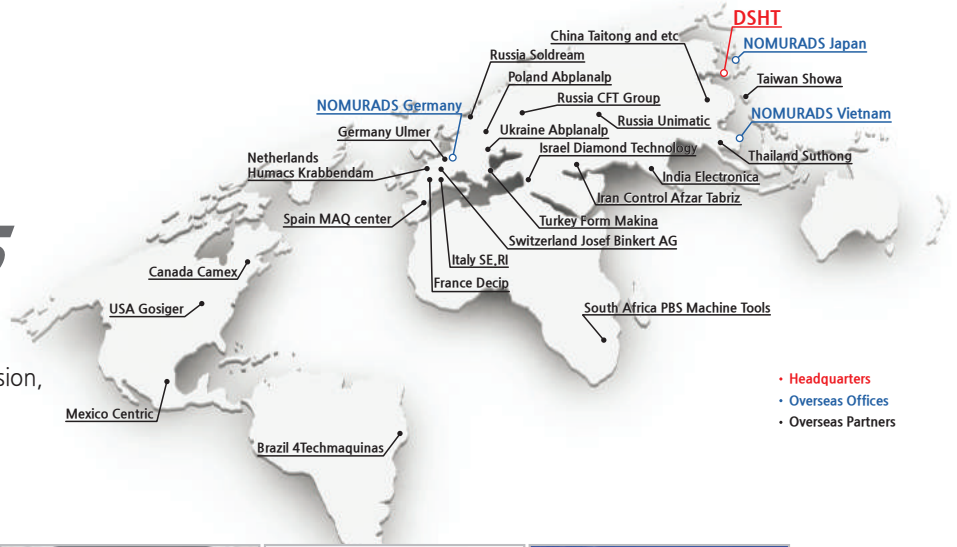 DSHT
China Taitong and etc
NOMURADS Japan
Russia Soldream
Poland Abplanalp
Taiwan Showa
Russia CFT Group
NOMURADS Germany
NOMURADS Vietnam
Russia Unimatic
Germany Ulmer
Ukraine Abplanalp
Israel Diamond Technology
Thailand Suthong
Netherlands
Humacs Krabbendam
India Electronica
Iran Control Afzar Tabriz
Spain MAQ center
Turkey Form Makina
Switzerland Josef Binkert AG
Italy SE,RI
France Decip
5
Canada Camex
USA Gosiger
South Africa PBS Machine Tools
sion,
• Headquarters
• Overseas Offices
• Overseas Partners
Mexico Centric
Brazil 4Techmaquinas